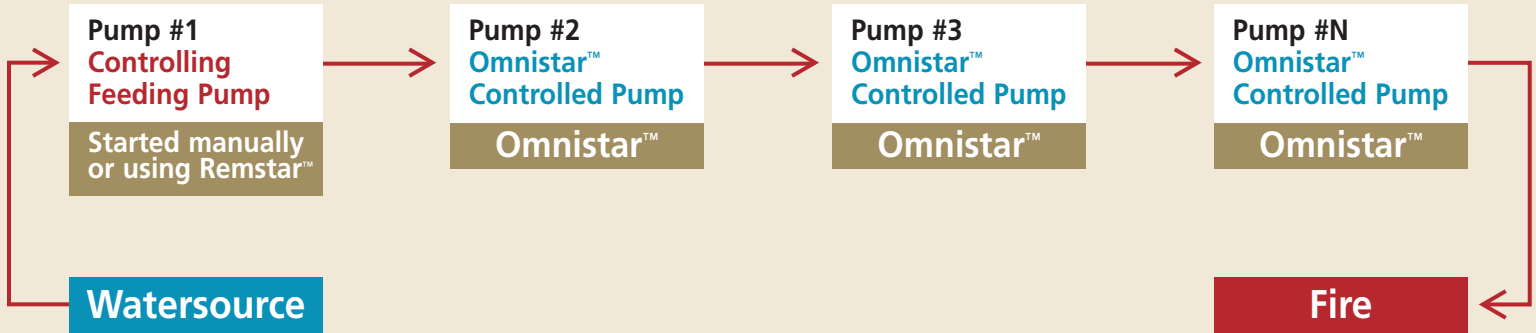 Pump #1
Controlling
Feeding Pump
Started manually
or using Remstar™
Pump #2
Omnistar™
Controlled Pump
Omnistar™
Pump #3
Omnistar™
Controlled Pump
Omnistar™
Pump #N
Omnistar™
Controlled Pump
Omnistar™
Watersource
Fire